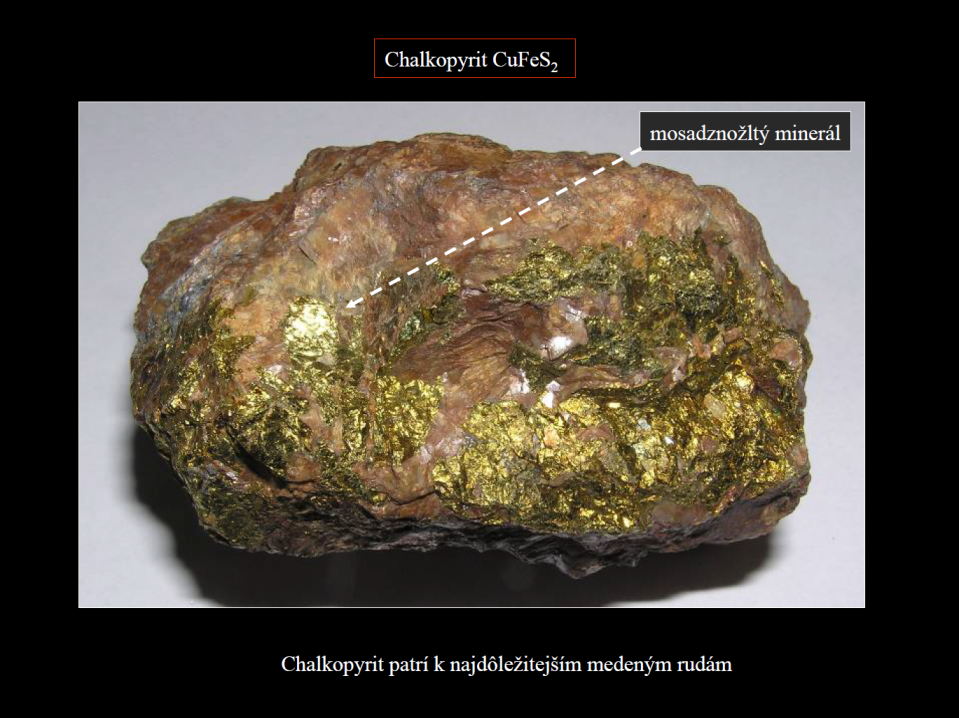 Chalkopyrit CuFeS₂
mosadznožltý minerál
Chalkopyrit patrí k najdôležitejším medeným rudám